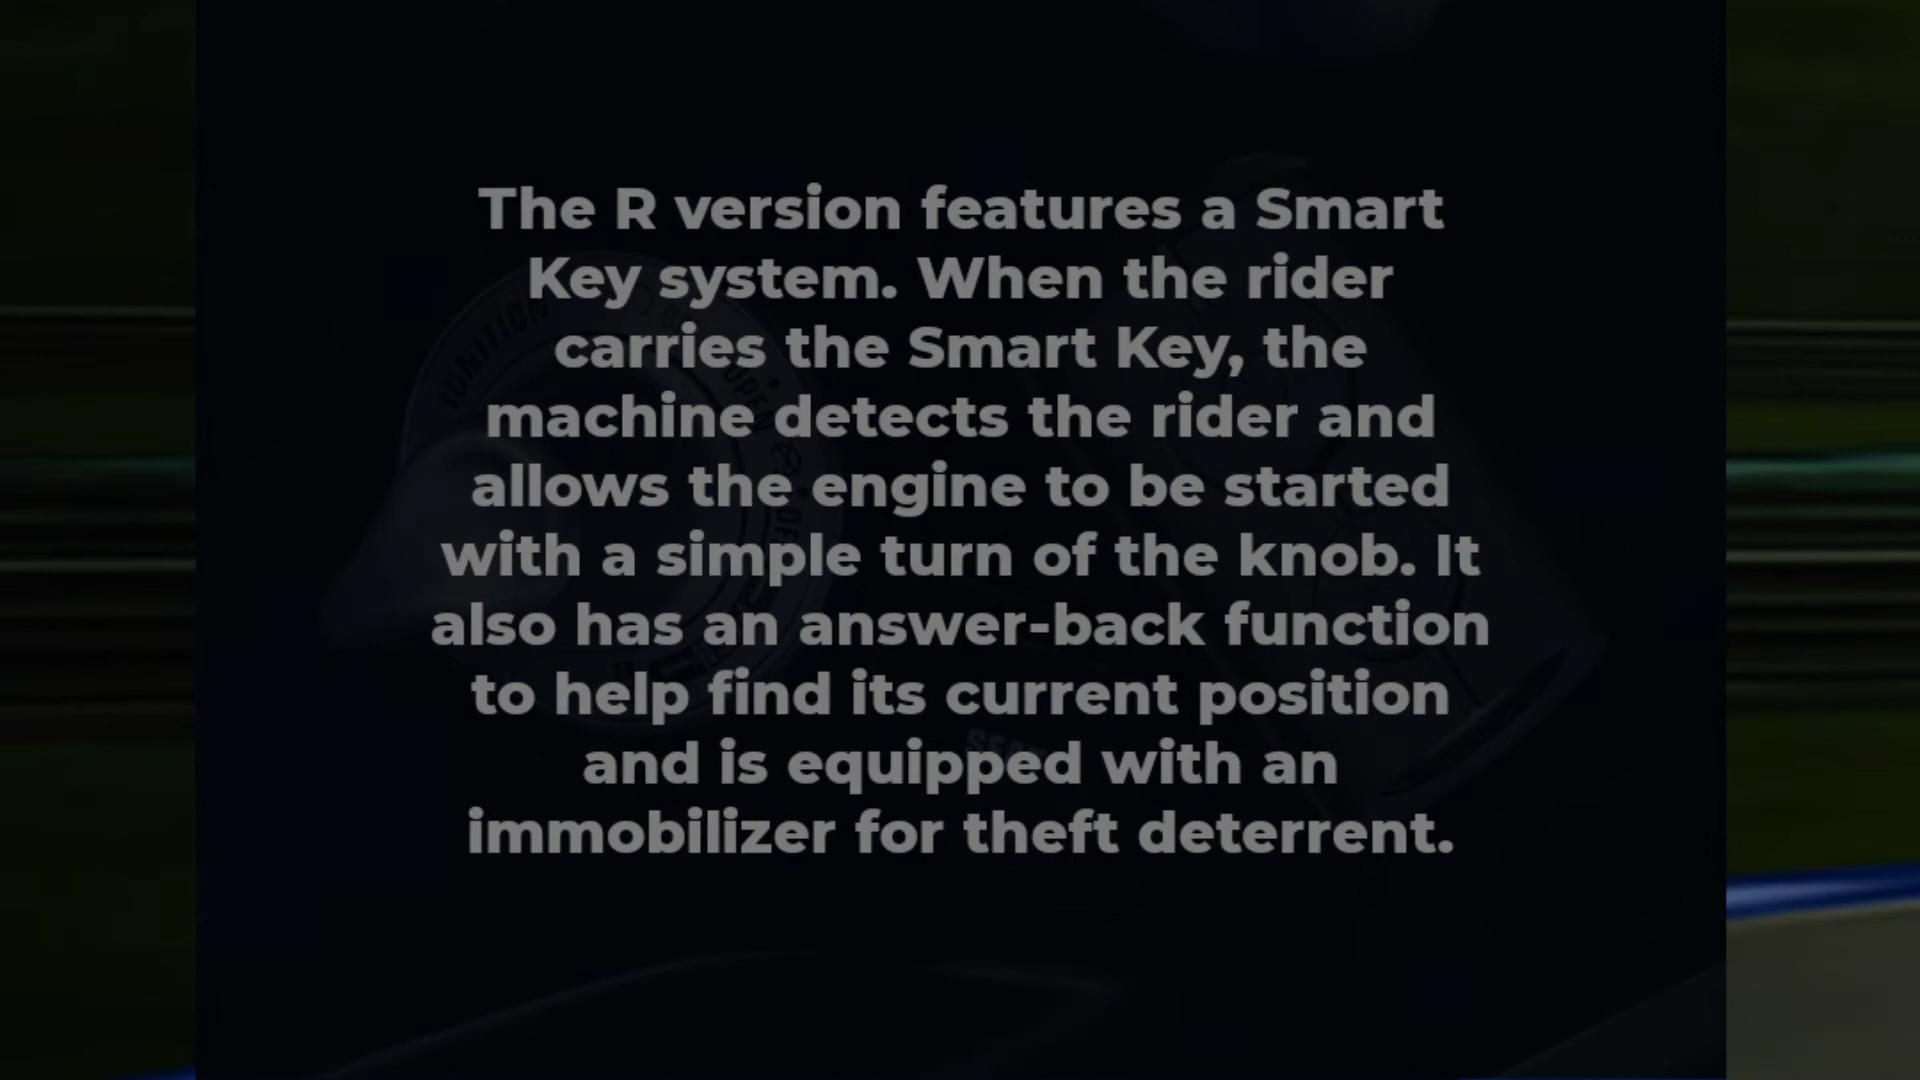 The R version features a Smart
Key system. When the rider
carries the Smart Key, the
machine detects the rider and
allows the engine to be started
with a simple turn of the knob. It
also has an answer-back function
to help find its current position
and is equipped with an
immobilizer for theft deterrent.
IGNITION
OPEN